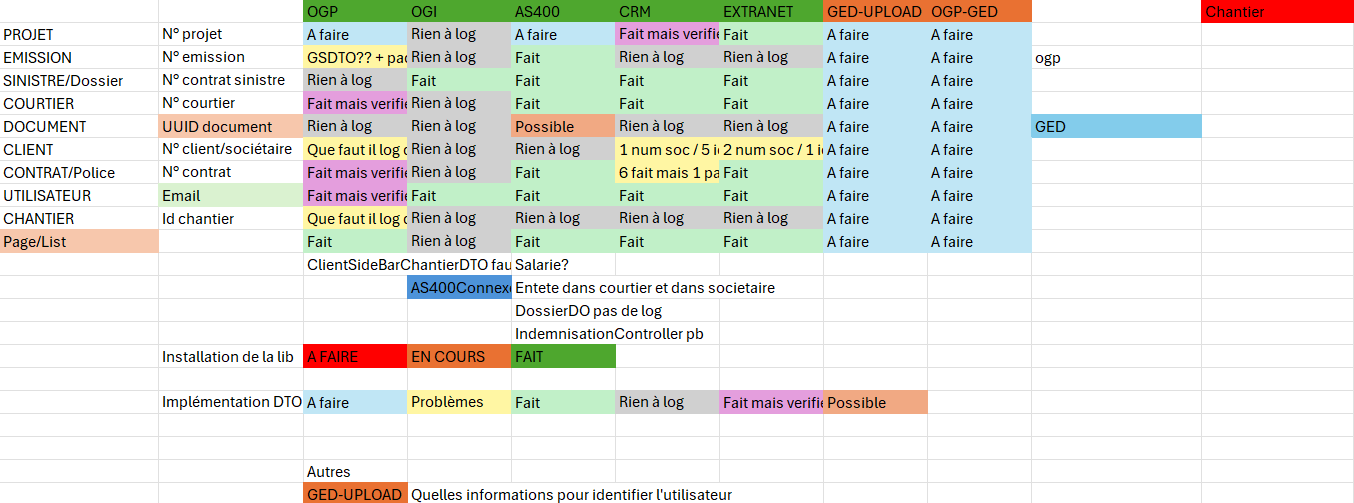 OGP OGI AS400 CRM EXTRANET GED-UPLOAD OGP-GED Chantier
PROJET N° projet A faire Rien à log A faire Fait mais verifie Fait A faire A faire
EMISSION N° emission GSDTO?? + pac Rien à log Fait Rien à log Rien à log A faire A faire ogp
SINISTRE/Dossier N° contrat sinistre Rien à log Fait Fait Fait Fait A faire A faire
COURTIER N° courtier Fait mais verifie Rien à log Fait Fait Fait A faire A faire
DOCUMENT UUID document Rien à log Rien à log Possible Rien à log Rien à log A faire A faire GED
CLIENT N° client/sociétaire Que faut il log Rien à log Rien à log 1 num soc / 5 2 num soc / 1 A faire A faire
CONTRAT/Police N° contrat Fait mais verifie Rien à log Fait 6 fait mais 1 pa Fait A faire A faire
UTILISATEUR Email Fait mais verifie Fait Fait Fait Fait A faire A faire
CHANTIER Id chantier Que faut il log Rien à log Rien à log Rien à log Rien à log A faire A faire
Page/List Fait Rien à log Fait Fait Fait A faire A faire
ClientSideBarChantierDTO fau Salarie?
AS400Connexe Entete dans courtier et dans societaire
DossierDO pas de log
IndemnisationController pb
Installation de la lib A FAIRE EN COURS FAIT
Implémentation DTO A faire Problèmes Fait Rien à log Fait mais verifie Possible
Autres
GED-UPLOAD Quelles informations pour identifier l'utilisateur